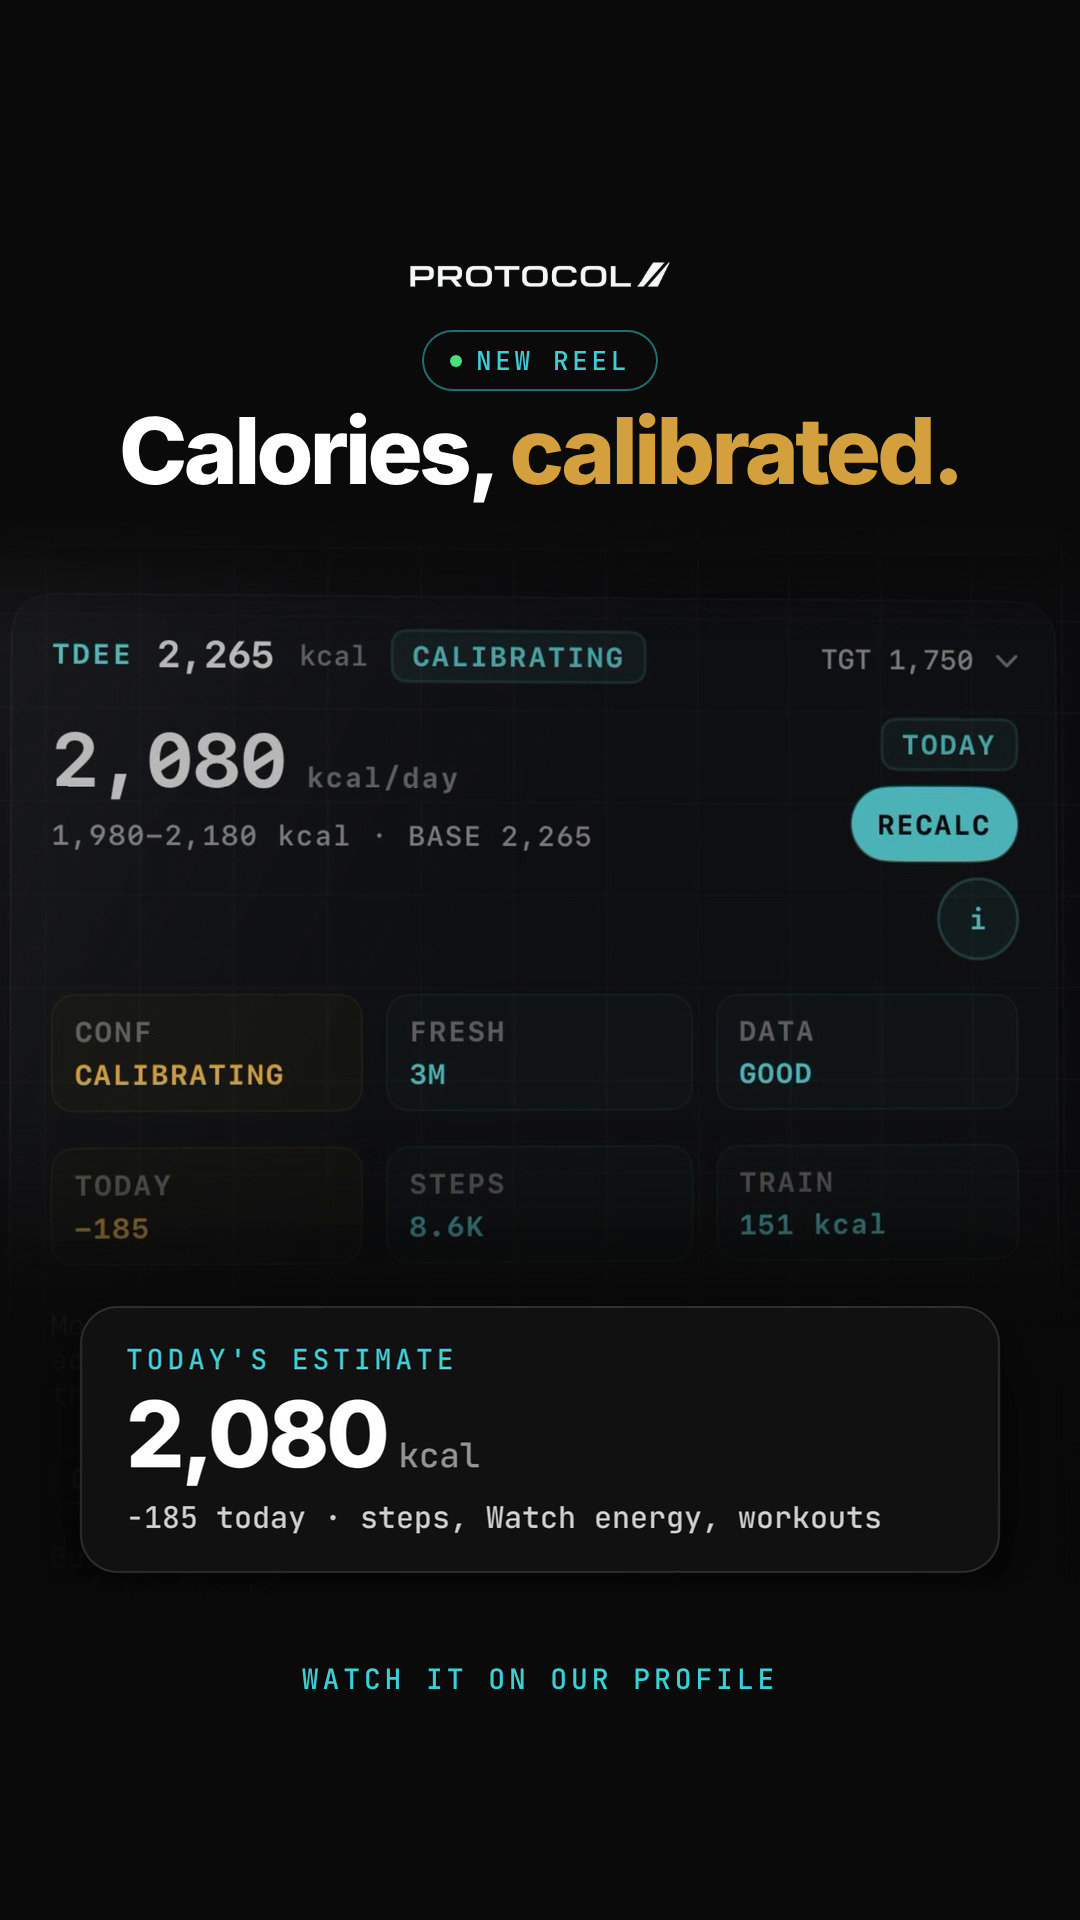 PROTOCOL
NEW REEL
Calories, calibrated.
TDEE 2,265 kcal CALIBRATING TGT 1,750
2,080 kcal/day TODAY
1,980–2,180 kcal · BASE 2,265 RECALC
i
CONF FRESH DATA
CALIBRATING 3M GOOD
TODAY STEPS TRAIN
–185 8.6K 151 kcal
TODAY'S ESTIMATE
2,080 kcal
-185 today · steps, Watch energy, workouts
WATCH IT ON OUR PROFILE